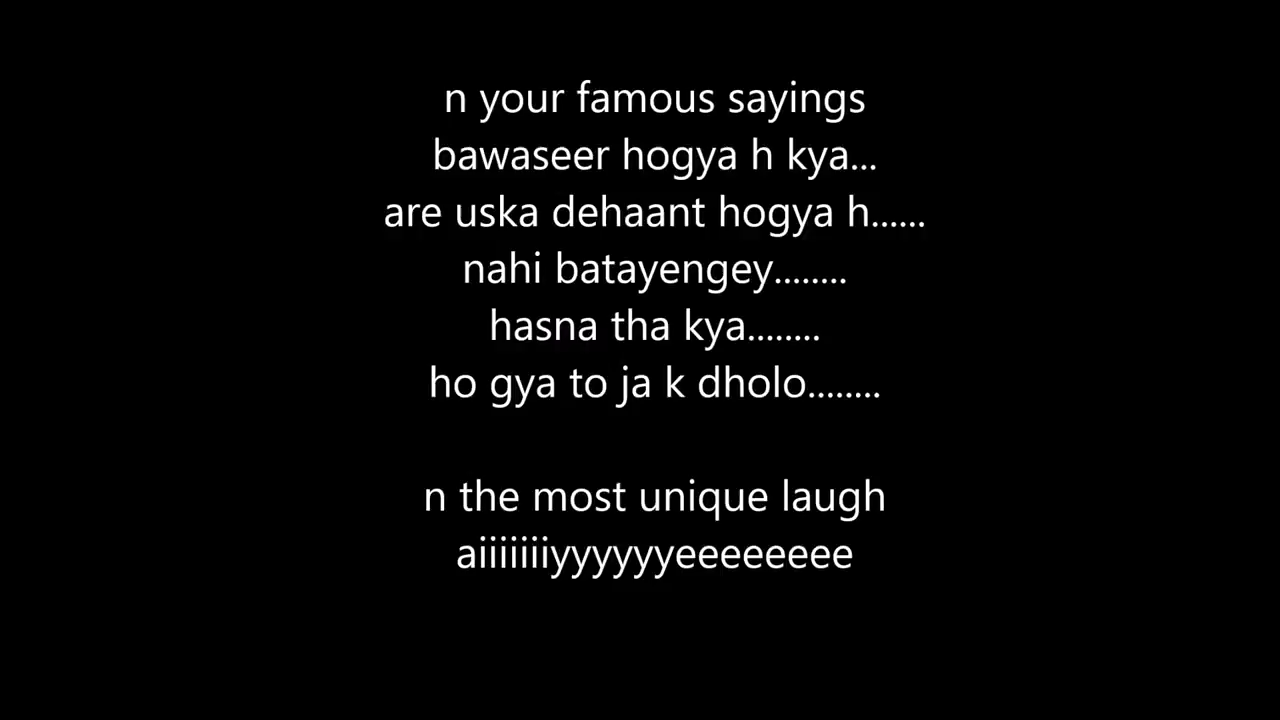 n your famous sayings
bawaseer hogya h kya...
are uska dehaant hogya h......
nahi batayengey........
hasna tha kya........
ho gya to ja k dholo........
n the most unique laugh
aiiiiiiiyyyyyyeeeeeeee